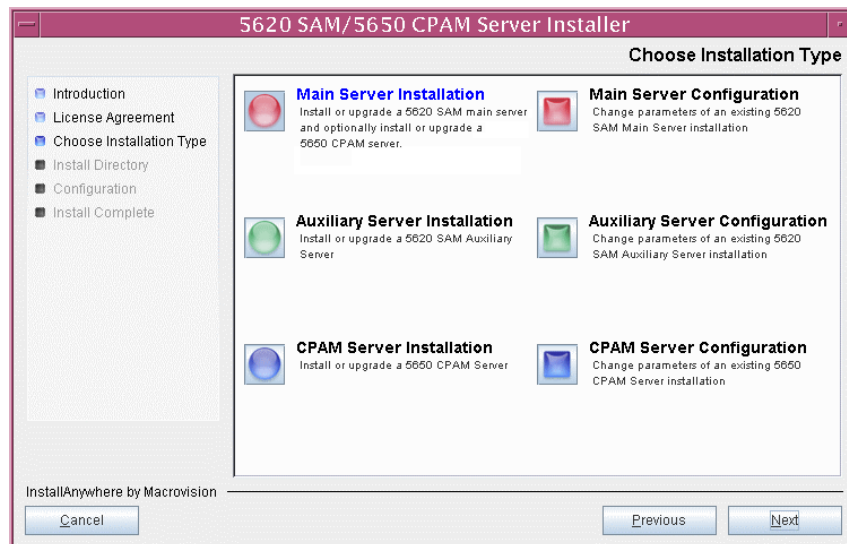 5620 SAM/5650 CPAM Server Installer
Choose Installation Type
Introduction
License Agreement
Choose Installation Type
Install Directory
Configuration
Install Complete
Main Server Installation
Install or upgrade a 5620 SAM main server
and optionally install or upgrade a
5650 CPAM server.
Main Server Configuration
Change parameters of an existing 5620
SAM Main Server installation
Auxiliary Server Installation
Install or upgrade a 5620 SAM Auxiliary
Server
Auxiliary Server Configuration
Change parameters of an existing 5620
SAM Auxiliary Server installation
CPAM Server Installation
Install or upgrade a 5650 CPAM Server
CPAM Server Configuration
Change parameters of an existing 5650
CPAM Server installation
InstallAnywhere by Macrovision
Cancel
Previous
Next